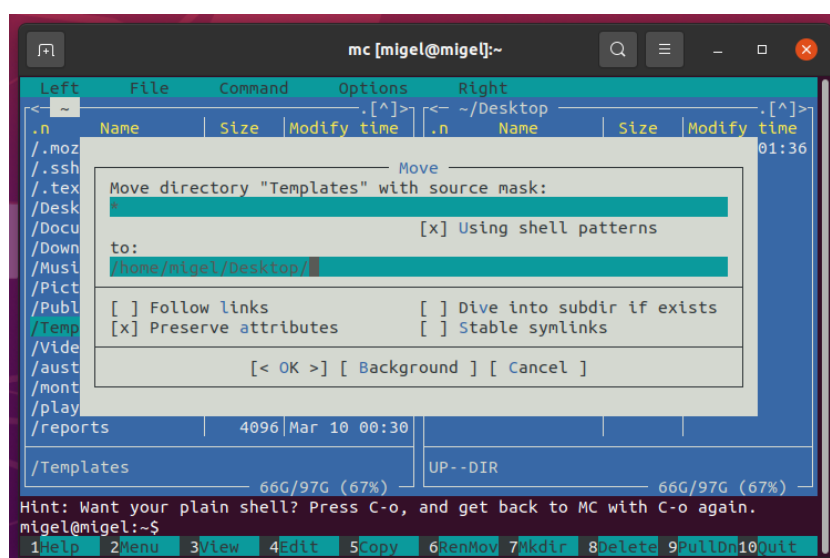 mc [migel@migel]:~
Left File Command Options Right
<— ~ .[^]> <— ~/Desktop .[^]>
.n Name Size Modify time .n Name Size Modify time
/.moz 01:36
/.ssh Move
/.tex Move directory "Templates" with source mask:
/Desk *
/Docu [x] Using shell patterns
/Down to:
/Musi /home/migel/Desktop/
/Pict
/Publ [ ] Follow links [ ] Dive into subdir if exists
/Temp [x] Preserve attributes [ ] Stable symlinks
/Vide
/aust [< OK >] [ Background ] [ Cancel ]
/mont
/play
/reports 4096 Mar 10 00:30
/Templates UP--DIR
66G/97G (67%) 66G/97G (67%)
Hint: Want your plain shell? Press C-o, and get back to MC with C-o again.
migel@migel:~$
1Help 2Menu 3View 4Edit 5Copy 6RenMov 7Mkdir 8Delete 9PullDn 10Quit